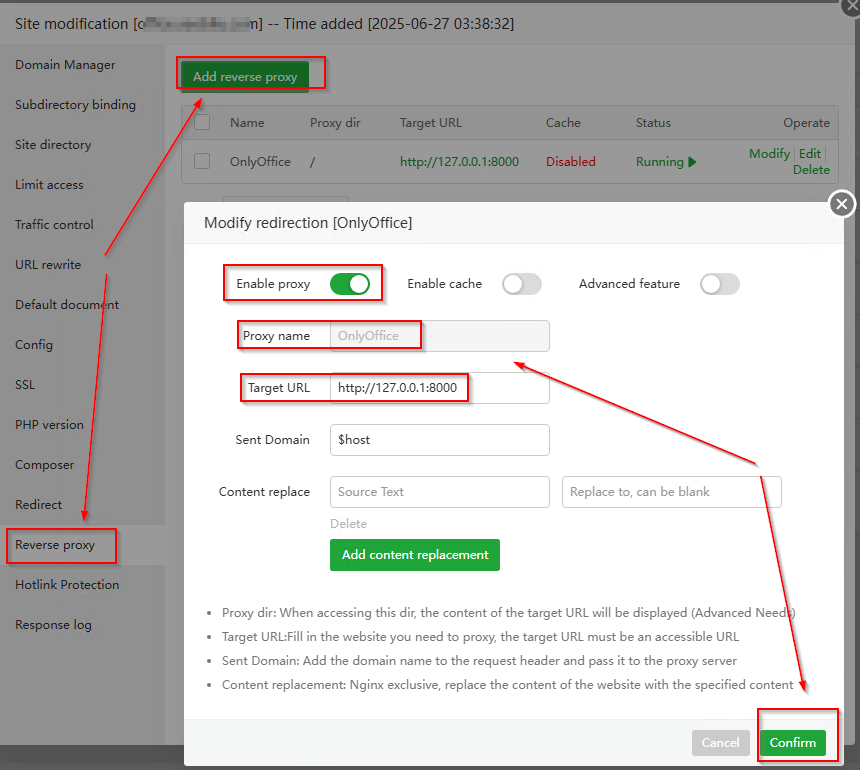 Site modification [o m] -- Time added [2025-06-27 03:38:32]
Domain Manager
Subdirectory binding
Site directory
Limit access
Traffic control
URL rewrite
Default document
Config
SSL
PHP version
Composer
Redirect
Reverse proxy
Hotlink Protection
Response log
Add reverse proxy
Name Proxy dir Target URL Cache Status Operate
OnlyOffice / http://127.0.0.1:8000 Disabled Running Modify Edit
Delete
Modify redirection [OnlyOffice]
Enable proxy Enable cache Advanced feature
Proxy name OnlyOffice
Target URL http://127.0.0.1:8000
Sent Domain $host
Content replace Source Text Replace to, can be blank
Delete
Add content replacement
Proxy dir: When accessing this dir, the content of the target URL will be displayed (Advanced Needs)
Target URL:Fill in the website you need to proxy, the target URL must be an accessible URL
Sent Domain: Add the domain name to the request header and pass it to the proxy server
Content replacement: Nginx exclusive, replace the content of the website with the specified content
Cancel Confirm